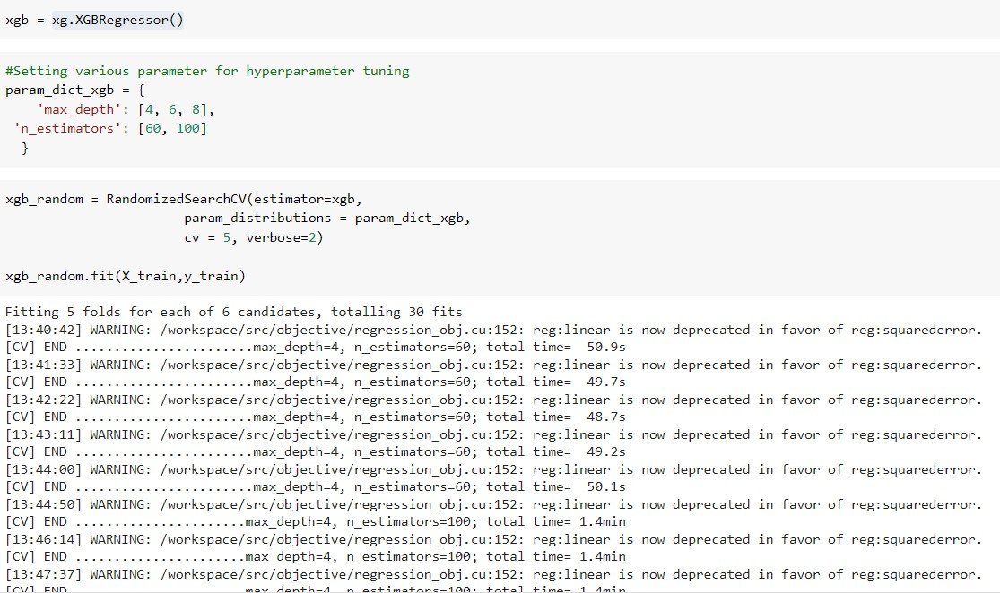 xgb = xg.XGBRegressor()
#Setting various parameter for hyperparameter tuning
param_dict_xgb = {
    'max_depth': [4, 6, 8],
 'n_estimators': [60, 100]
  }
xgb_random = RandomizedSearchCV(estimator=xgb,
                       param_distributions = param_dict_xgb,
                       cv = 5, verbose=2)
xgb_random.fit(X_train,y_train)
Fitting 5 folds for each of 6 candidates, totalling 30 fits
[13:40:42] WARNING: /workspace/src/objective/regression_obj.cu:152: reg:linear is now deprecated in favor of reg:squarederror.
[CV] END ......................max_depth=4, n_estimators=60; total time=  50.9s
[13:41:33] WARNING: /workspace/src/objective/regression_obj.cu:152: reg:linear is now deprecated in favor of reg:squarederror.
[CV] END ......................max_depth=4, n_estimators=60; total time=  49.7s
[13:42:22] WARNING: /workspace/src/objective/regression_obj.cu:152: reg:linear is now deprecated in favor of reg:squarederror.
[CV] END ......................max_depth=4, n_estimators=60; total time=  48.7s
[13:43:11] WARNING: /workspace/src/objective/regression_obj.cu:152: reg:linear is now deprecated in favor of reg:squarederror.
[CV] END ......................max_depth=4, n_estimators=60; total time=  49.2s
[13:44:00] WARNING: /workspace/src/objective/regression_obj.cu:152: reg:linear is now deprecated in favor of reg:squarederror.
[CV] END ......................max_depth=4, n_estimators=60; total time=  50.1s
[13:44:50] WARNING: /workspace/src/objective/regression_obj.cu:152: reg:linear is now deprecated in favor of reg:squarederror.
[CV] END .....................max_depth=4, n_estimators=100; total time= 1.4min
[13:46:14] WARNING: /workspace/src/objective/regression_obj.cu:152: reg:linear is now deprecated in favor of reg:squarederror.
[CV] END .....................max_depth=4, n_estimators=100; total time= 1.4min
[13:47:37] WARNING: /workspace/src/objective/regression_obj.cu:152: reg:linear is now deprecated in favor of reg:squarederror.
[CV] END .....................max_depth=4, n_estimators=100; total time= 1.4min